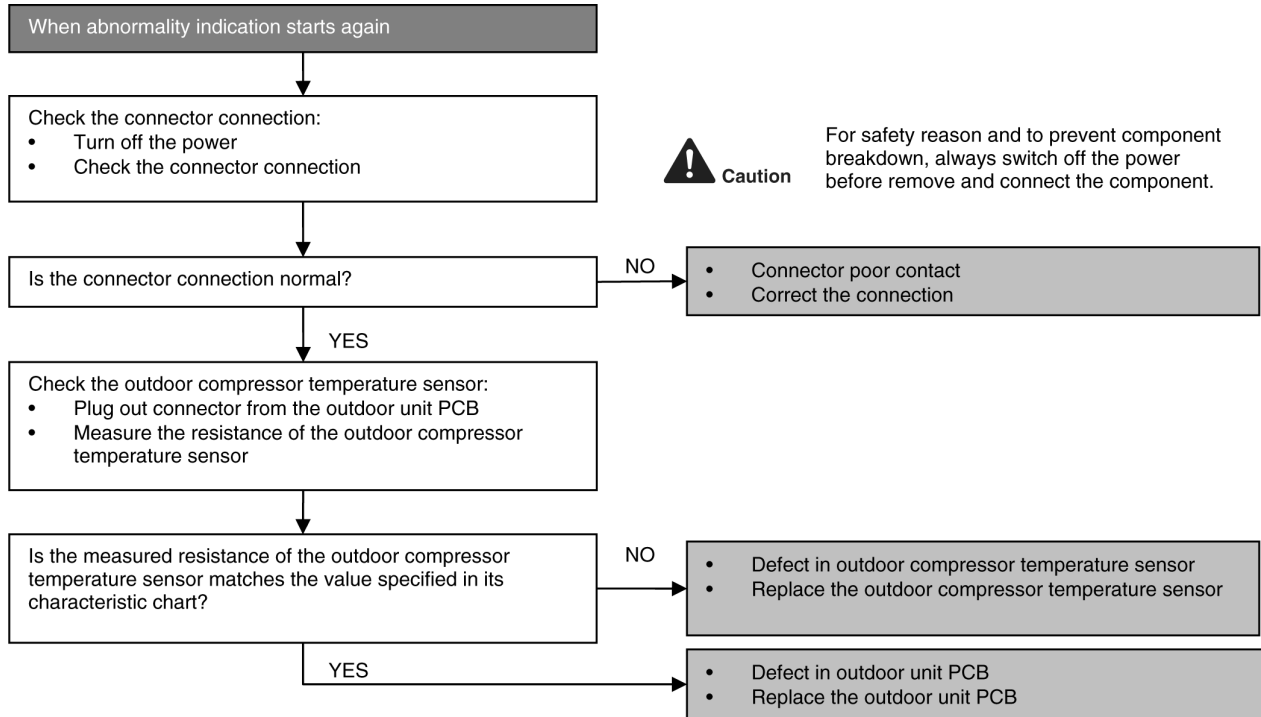 When abnormality indication starts again
Check the connector connection:
• Turn off the power
• Check the connector connection
Caution
For safety reason and to prevent component
breakdown, always switch off the power
before remove and connect the component.
Is the connector connection normal?
NO
• Connector poor contact
• Correct the connection
YES
Check the outdoor compressor temperature sensor:
• Plug out connector from the outdoor unit PCB
• Measure the resistance of the outdoor compressor
temperature sensor
Is the measured resistance of the outdoor compressor
temperature sensor matches the value specified in its
characteristic chart?
NO
• Defect in outdoor compressor temperature sensor
• Replace the outdoor compressor temperature sensor
YES
• Defect in outdoor unit PCB
• Replace the outdoor unit PCB